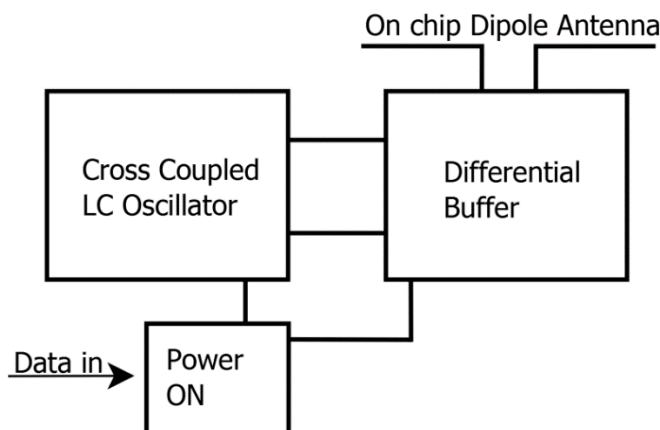 On chip Dipole Antenna
Cross Coupled
LC Oscillator
Differential
Buffer
Data in
Power
ON